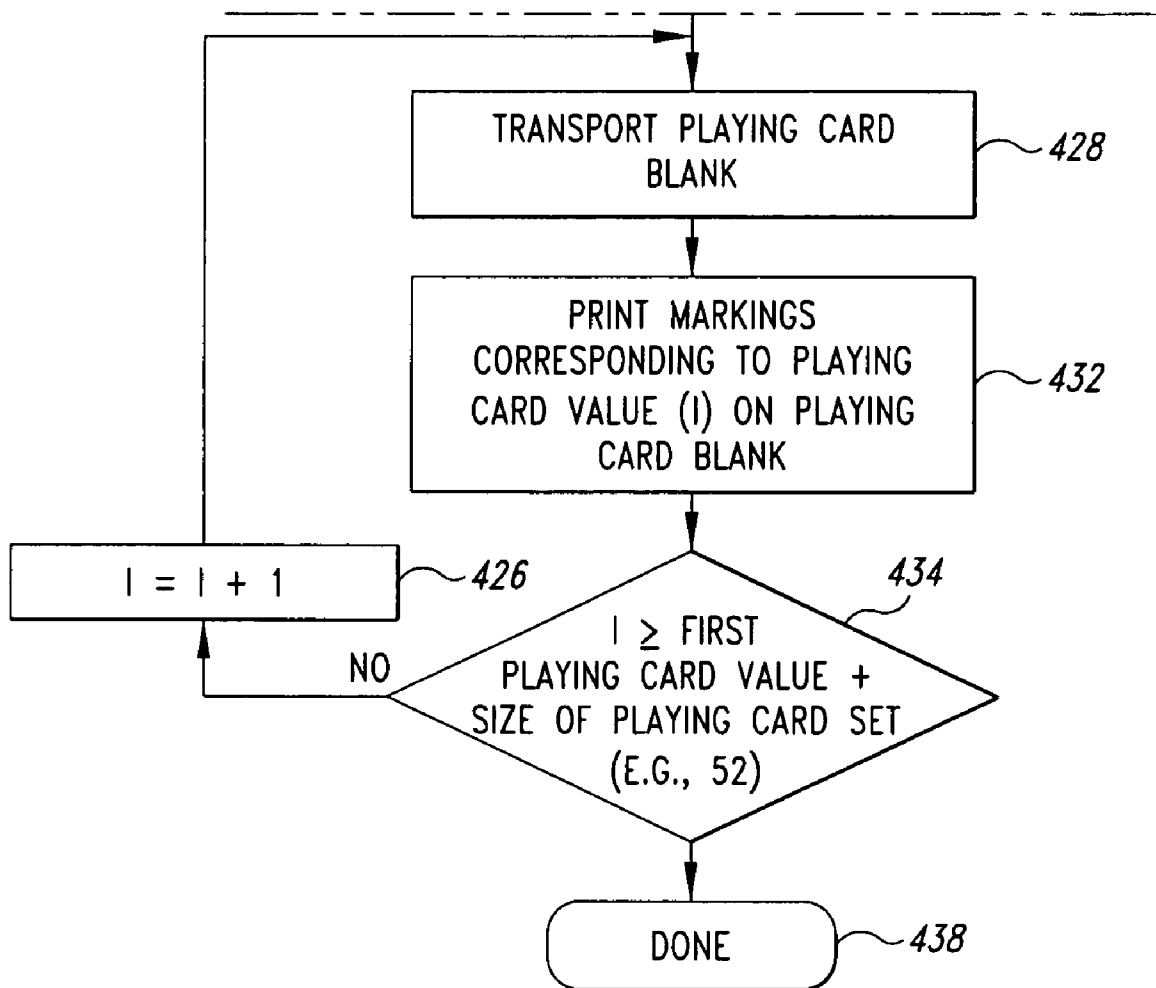 TRANSPORT PLAYING CARD
BLANK
428
PRINT MARKINGS
CORRESPONDING TO PLAYING
CARD VALUE (I) ON PLAYING
CARD BLANK
432
I = I + 1
426
434
I ≥ FIRST
PLAYING CARD VALUE +
SIZE OF PLAYING CARD SET
(E.G., 52)
NO
DONE
438